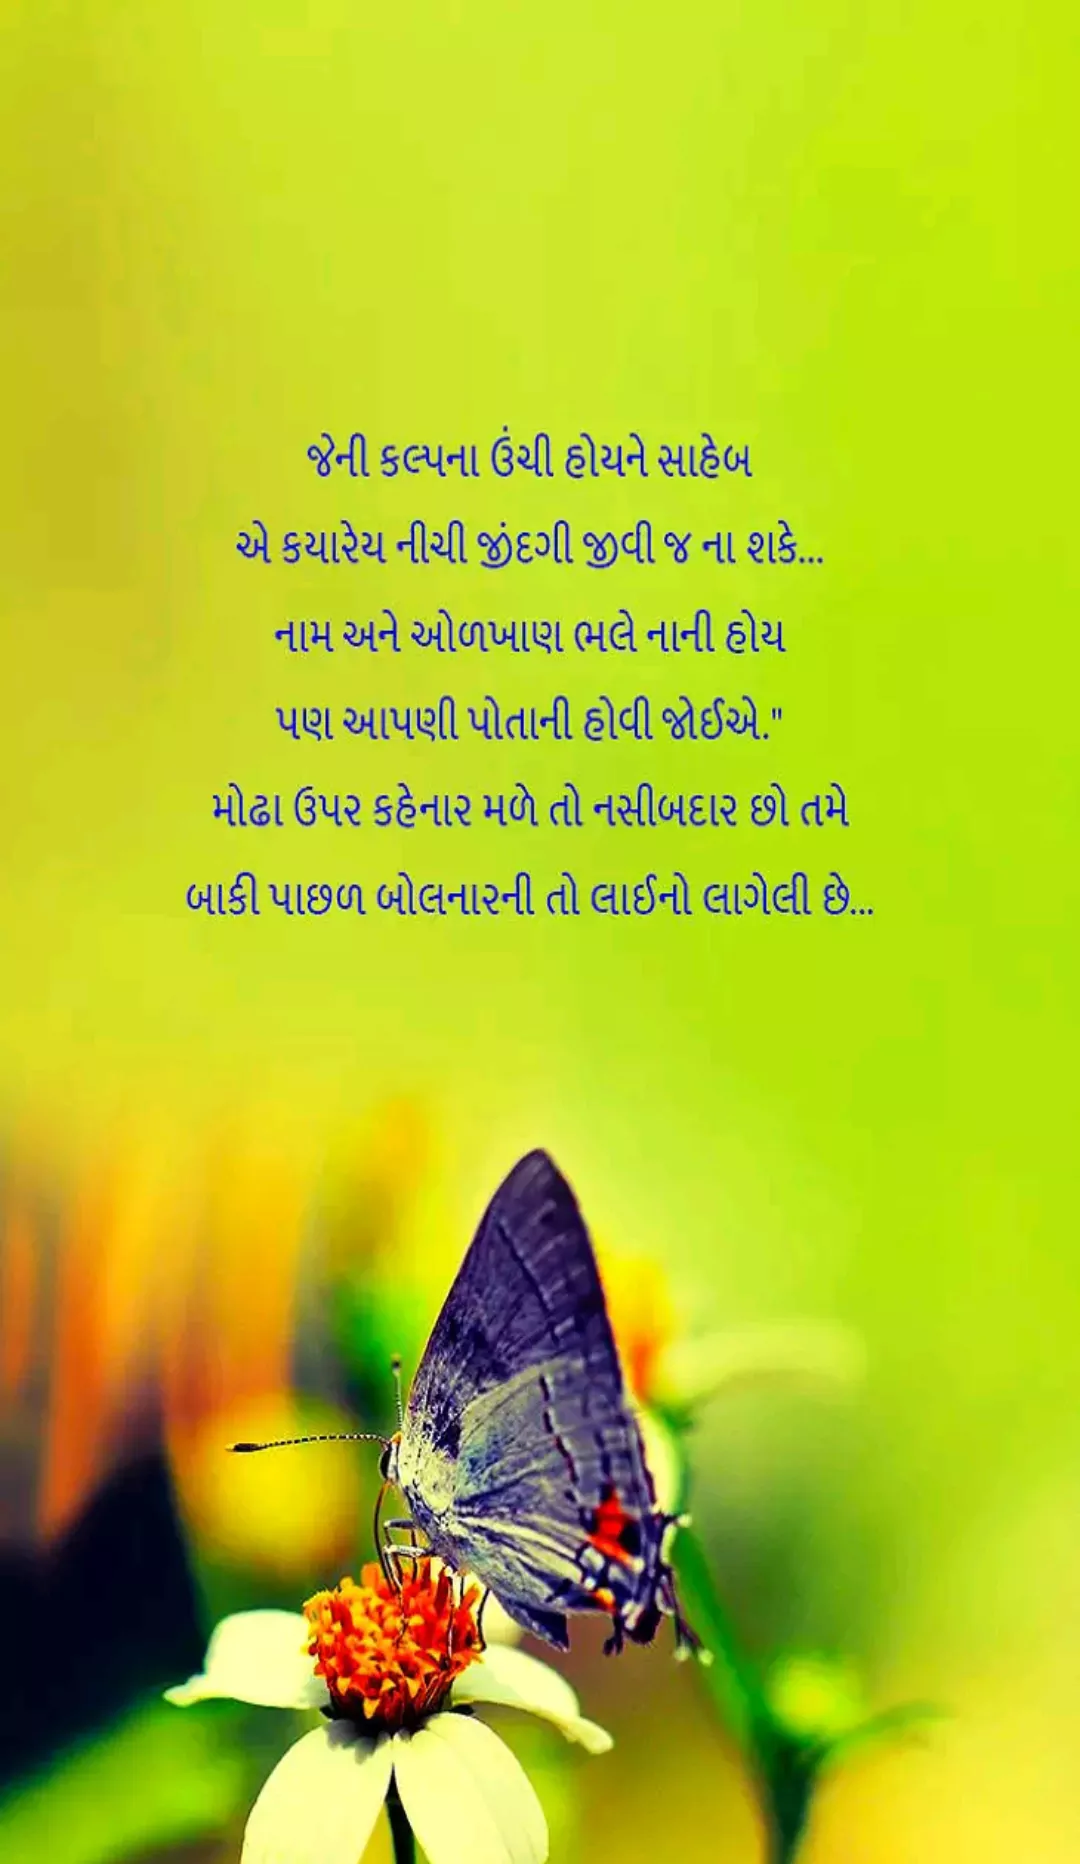 જેની કલ્પના ઉંચી હોયને સાહેબ
એ કયારેય નીચી જીંદગી જીવી જ ના શકે...
નામ અને ઓળખાણ ભલે નાની હોય
પણ આપણી પોતાની હોવી જોઈએ."
મોઢા ઉપર કહેનાર મળે તો નસીબદાર છો તમે
બાકી પાછળ બોલનારની તો લાઈનો લાગેલી છે...